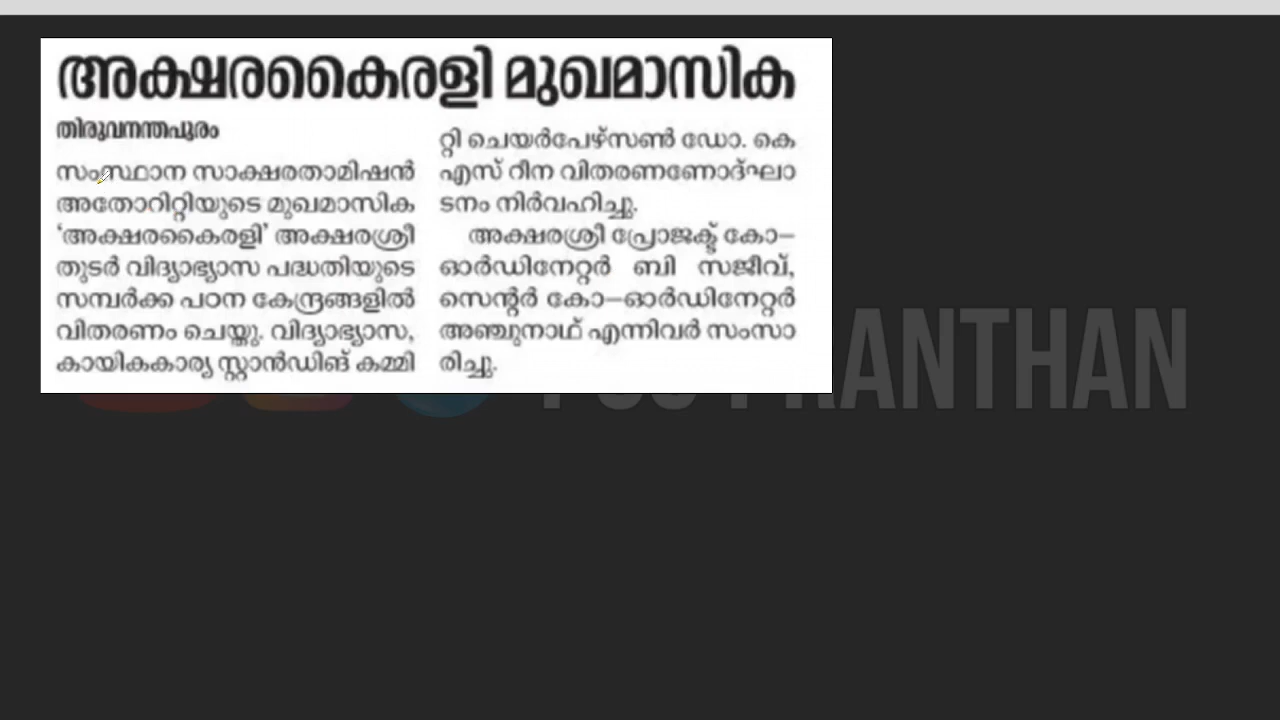 അക്ഷരകൈരളി മുഖമാസിക
തിരുവനന്തപുരം
സംസ്ഥാന സാക്ഷരതാമിഷൻ
അതോറിറ്റിയുടെ മുഖമാസിക
‘അക്ഷരകൈരളി’ അക്ഷരശ്രീ
തുടർ വിദ്യാഭ്യാസ പദ്ധതിയുടെ
സമ്പർക്ക പഠന കേന്ദ്രങ്ങളിൽ
വിതരണം ചെയ്തു. വിദ്യാഭ്യാസ,
കായികകാര്യ സ്റ്റാൻഡിങ് കമ്മി
റ്റി ചെയർപേഴ്സൺ ഡോ. കെ
എസ് റീന വിതരണണോദ്ഘാ
ടനം നിർവഹിച്ചു.
അക്ഷരശ്രീ പ്രോജക്ട് കോ–
ഓർഡിനേറ്റർ ബി സജീവ്,
സെന്റർ കോ–ഓർഡിനേറ്റർ
അഞ്ചുനാഥ് എന്നിവർ സംസാ
രിച്ചു.